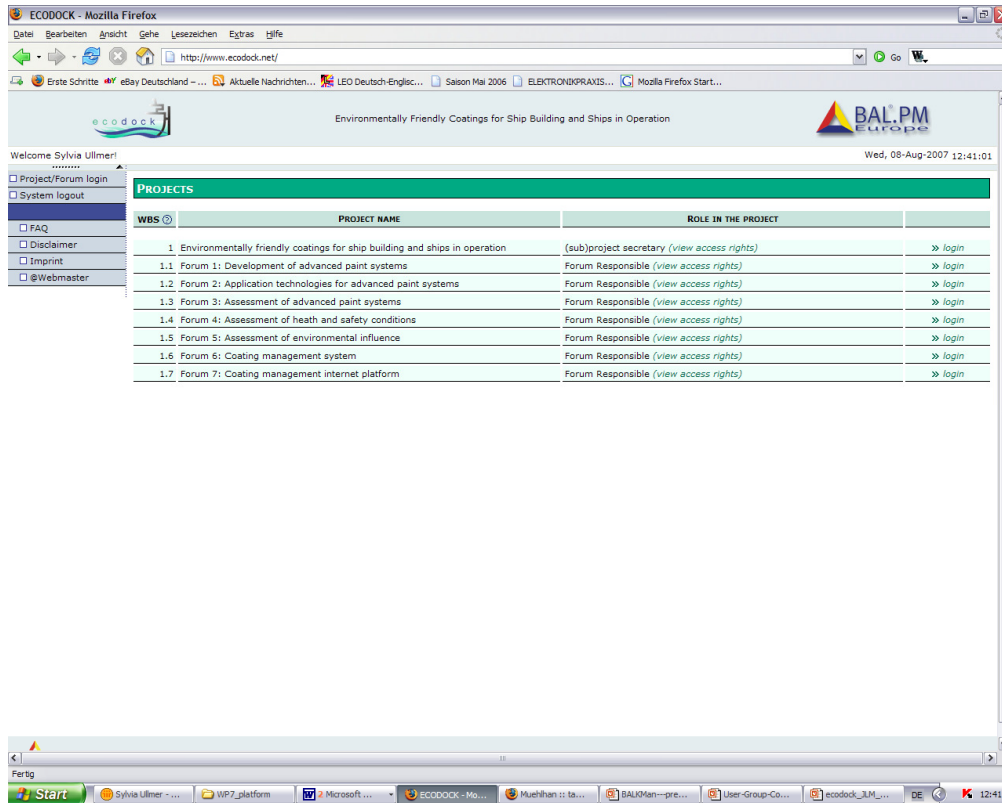 ECODOCK - Mozilla Firefox
Datei Bearbeiten Ansicht Gehe Lesezeichen Extras Hilfe
http://www.ecodock.net/ Go
Erste Schritte eBay Deutschland – ... Aktuelle Nachrichten... LEO Deutsch-Englisc... Saison Mai 2006 ELEKTRONIKPRAXIS... Mozilla Firefox Start...
ecodock Environmentally Friendly Coatings for Ship Building and Ships in Operation BAL.PM
Europe
Welcome Sylvia Ullmer! Wed, 08-Aug-2007 12:41:01
Project/Forum login
System logout
FAQ
Disclaimer
Imprint
@Webmaster
PROJECTS
WBS PROJECT NAME ROLE IN THE PROJECT
1 Environmentally friendly coatings for ship building and ships in operation (sub)project secretary (view access rights) » login
1.1 Forum 1: Development of advanced paint systems Forum Responsible (view access rights) » login
1.2 Forum 2: Application technologies for advanced paint systems Forum Responsible (view access rights) » login
1.3 Forum 3: Assessment of advanced paint systems Forum Responsible (view access rights) » login
1.4 Forum 4: Assessment of heath and safety conditions Forum Responsible (view access rights) » login
1.5 Forum 5: Assessment of environmental influence Forum Responsible (view access rights) » login
1.6 Forum 6: Coating management system Forum Responsible (view access rights) » login
1.7 Forum 7: Coating management internet platform Forum Responsible (view access rights) » login
Fertig
Start Sylvia Ullmer - ... WP7_platform 2 Microsoft ... ECODOCK - Mo... Muehlhan :: ta... BALKMan---pre... User-Group-Co... ecodock_JLM_... DE 12:41